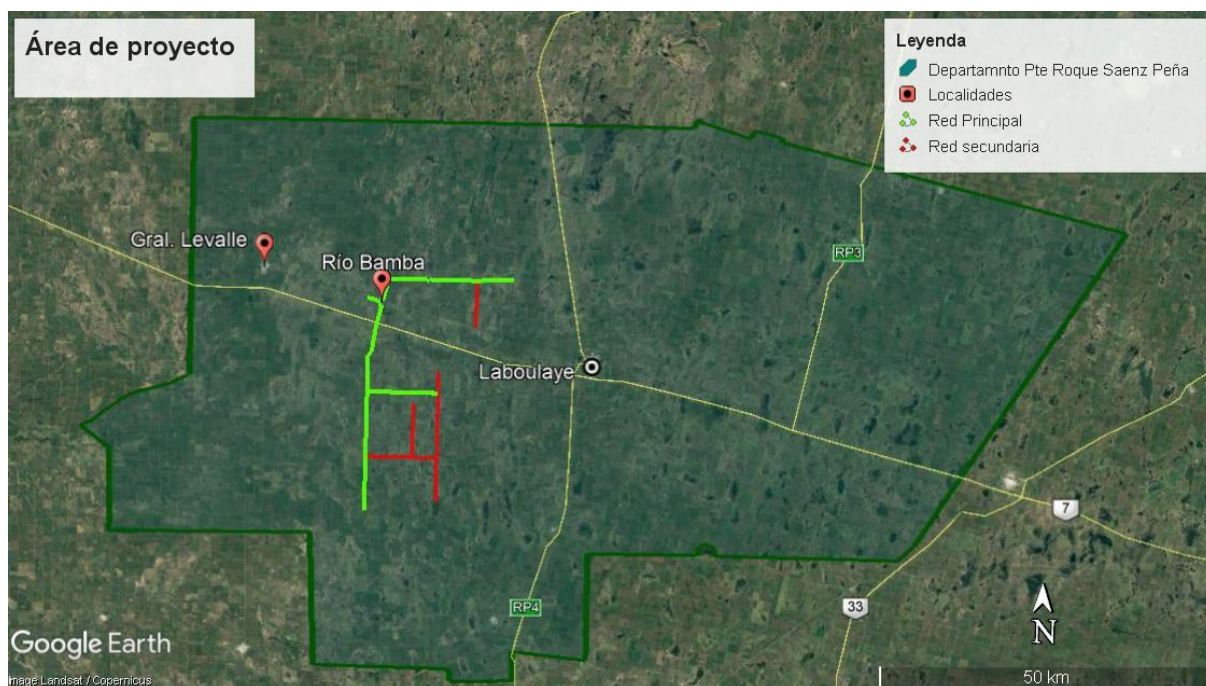 Área de proyecto
Leyenda
Departamnto Pte Roque Saenz Peña
Localidades
Red Principal
Red secundaria
Gral. Levalle
Río Bamba
RP3
Laboulaye
7
RP4
33
N
Google Earth
Image Landsat / Copernicus
50 km